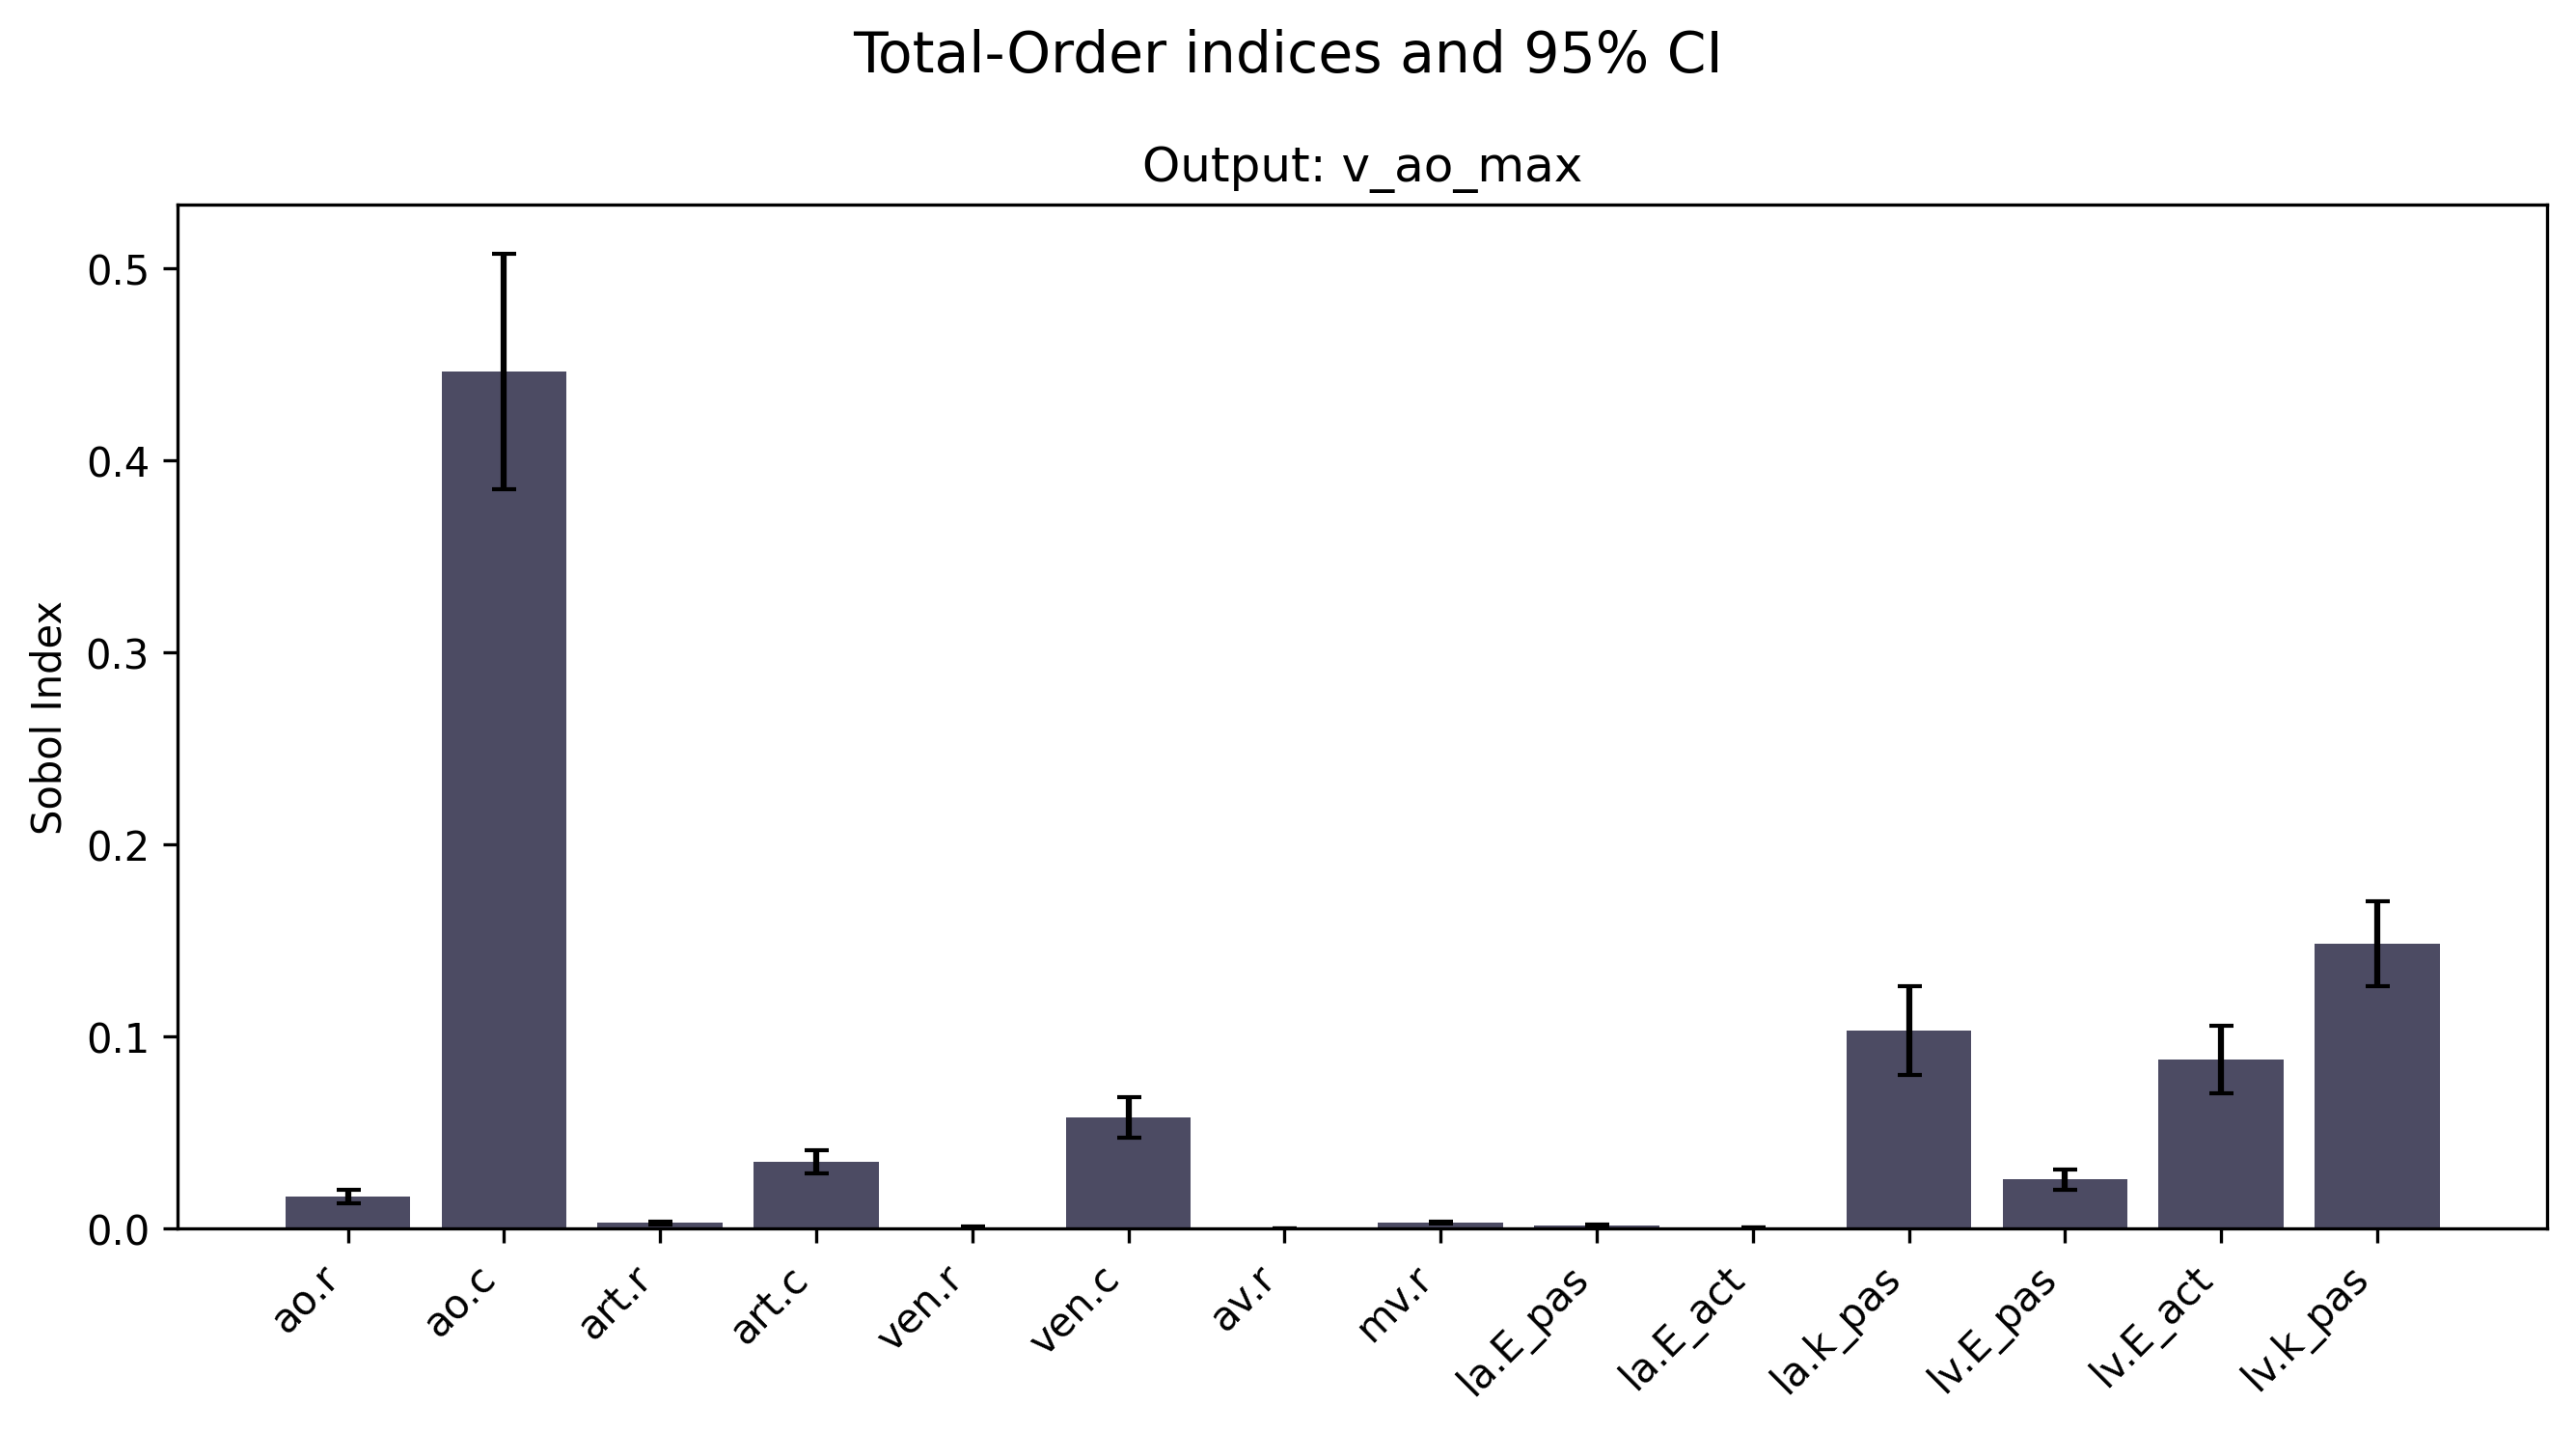 Total-Order indices and 95% CI
Output: v_ao_max
Sobol Index
0.5
0.4
0.3
0.2
0.1
0.0
ao.r
ao.c
art.r
art.c
ven.r
ven.c
av.r
mv.r
la.E_pas
la.E_act
la.k_pas
lv.E_pas
lv.E_act
lv.k_pas